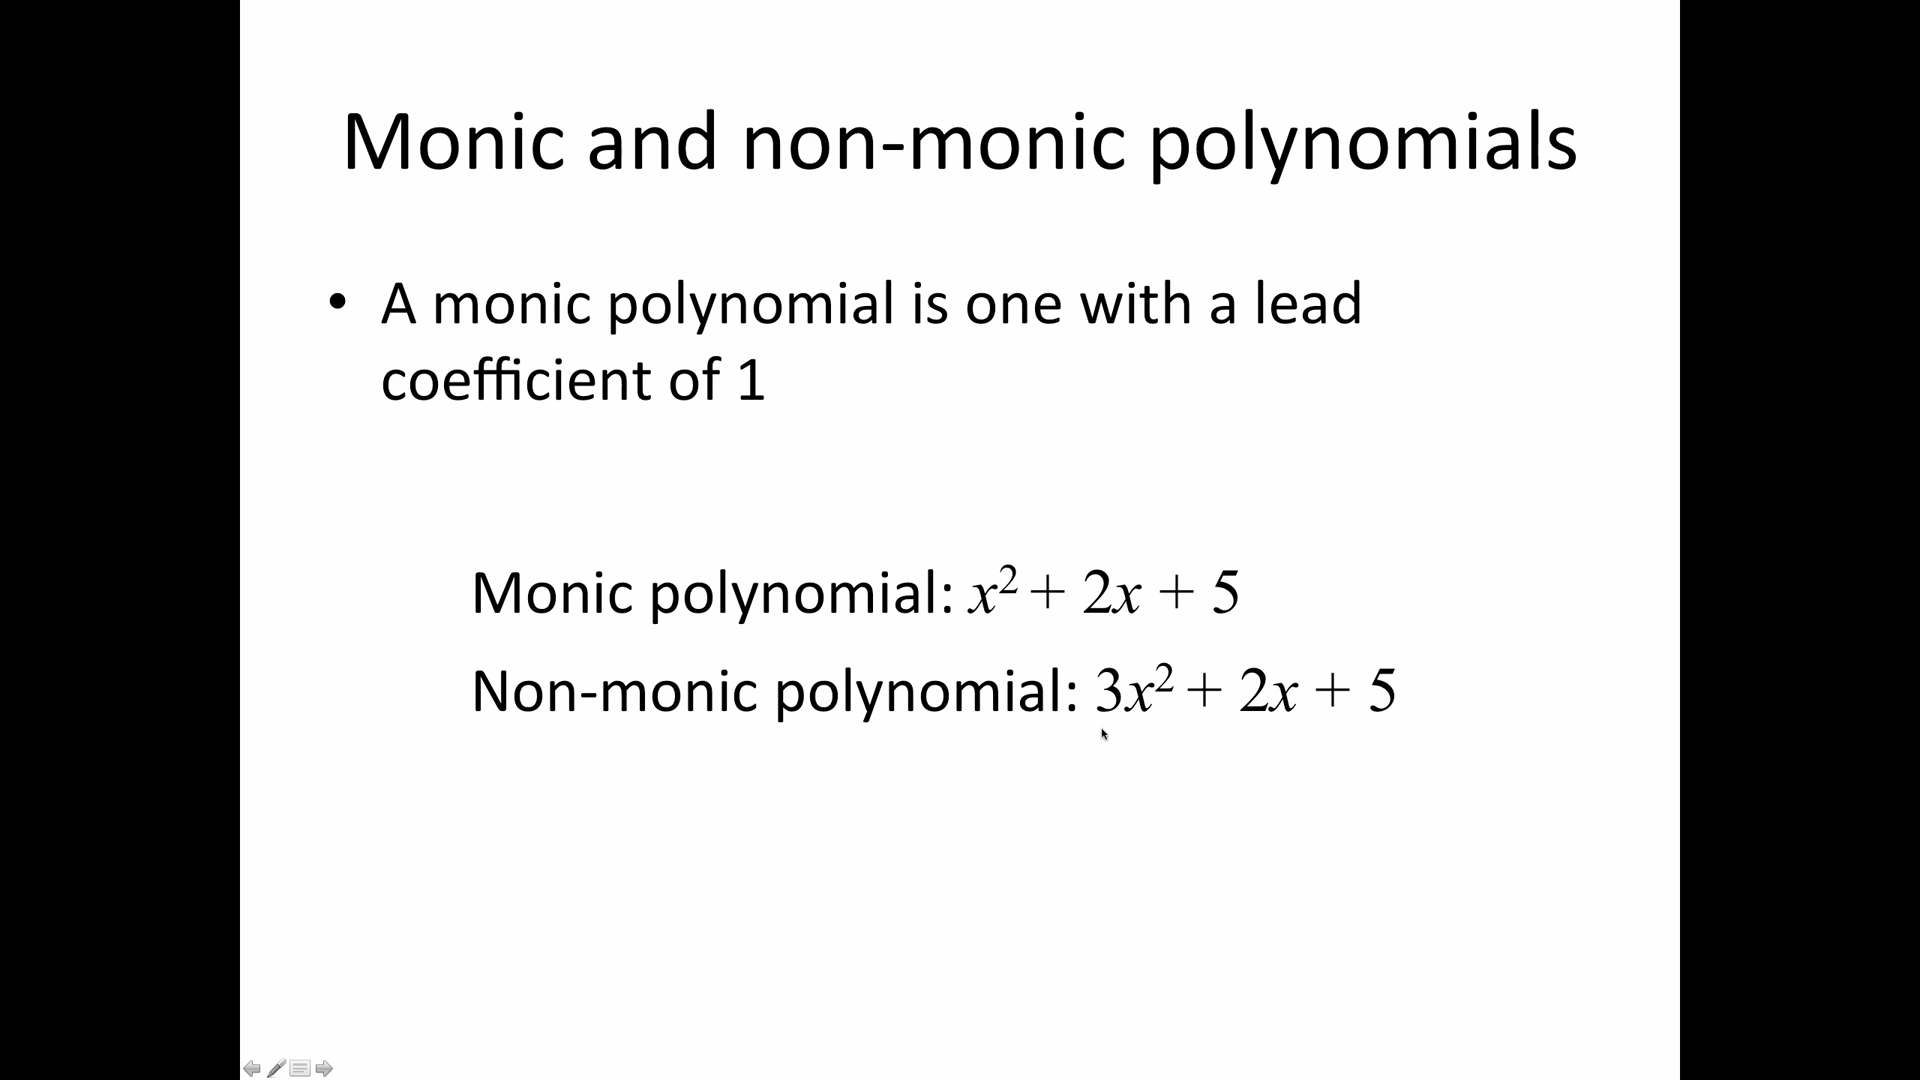 Monic and non-monic polynomials
• A monic polynomial is one with a lead
coefficient of 1
Monic polynomial: x² + 2x + 5
Non-monic polynomial: 3x² + 2x + 5